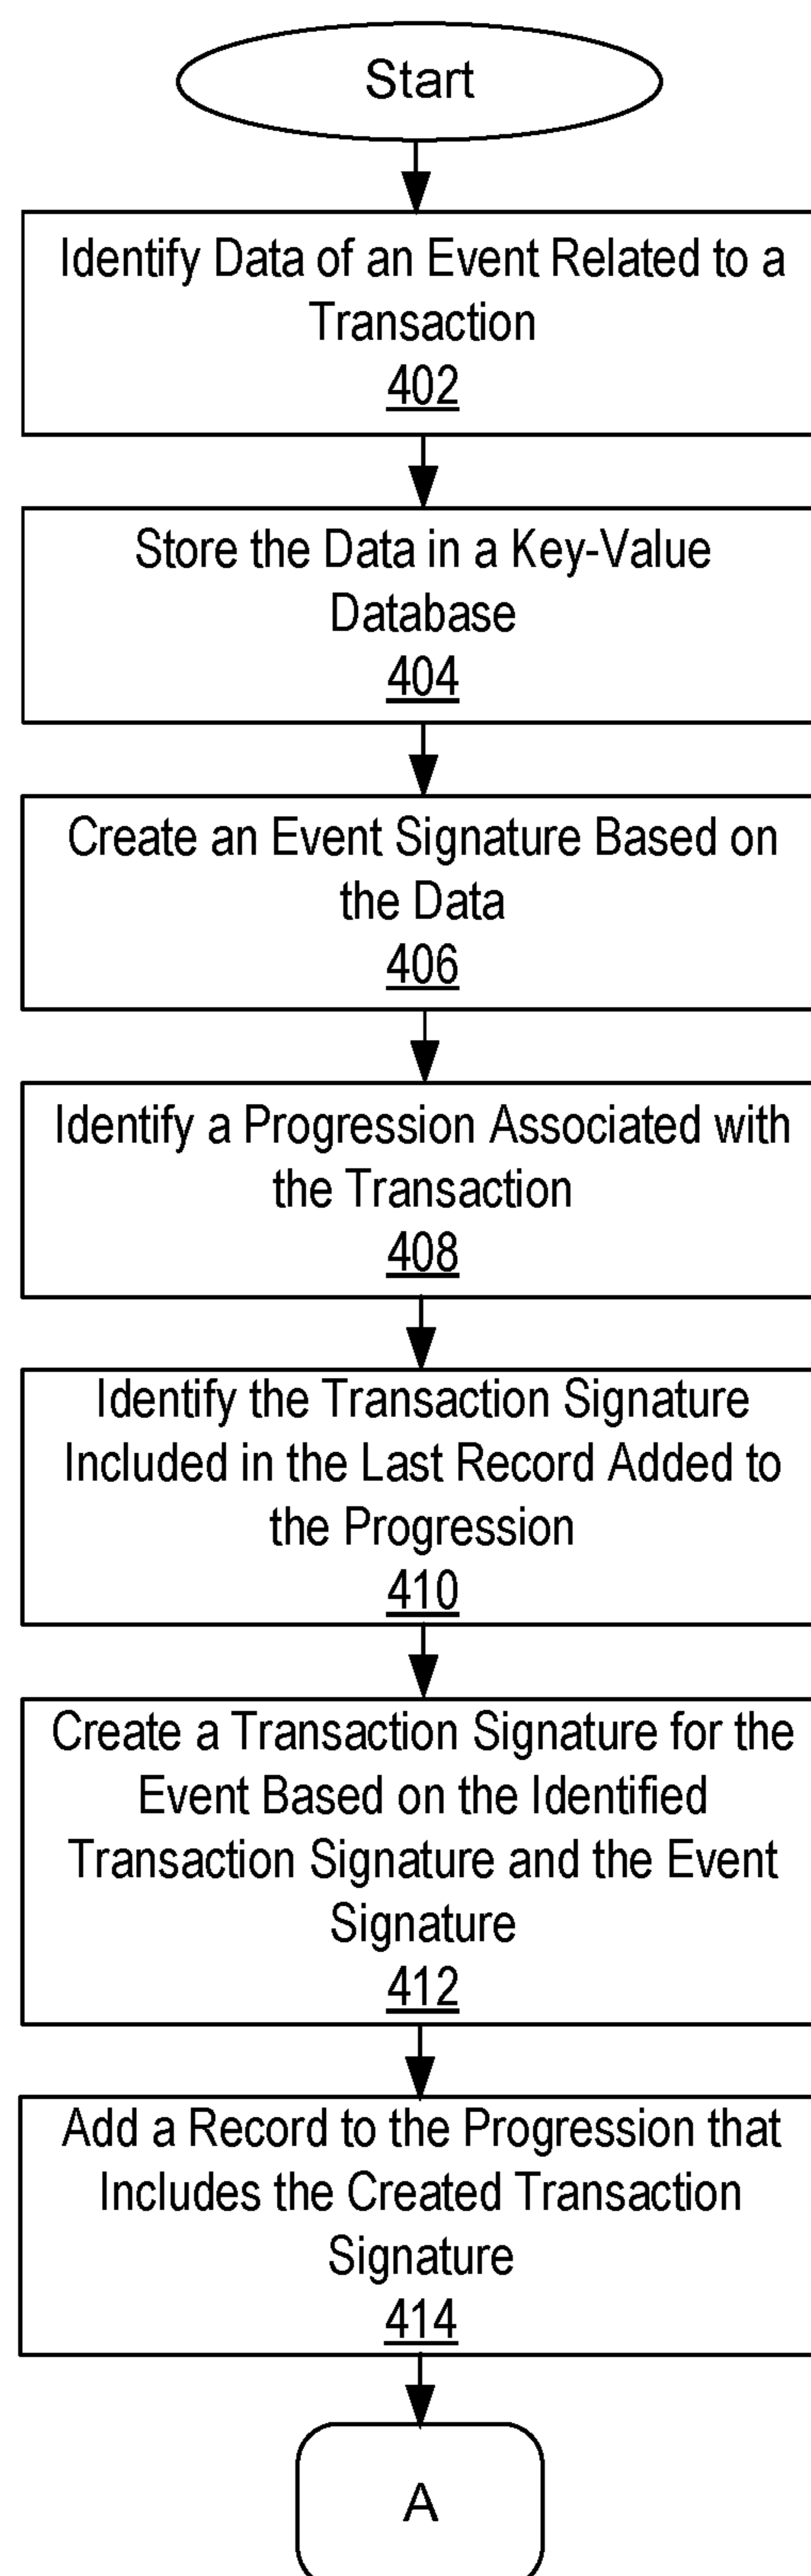 Start
Identify Data of an Event Related to a
Transaction
402
Store the Data in a Key-Value
Database
404
Create an Event Signature Based on
the Data
406
Identify a Progression Associated with
the Transaction
408
Identify the Transaction Signature
Included in the Last Record Added to
the Progression
410
Create a Transaction Signature for the
Event Based on the Identified
Transaction Signature and the Event
Signature
412
Add a Record to the Progression that
Includes the Created Transaction
Signature
414
A